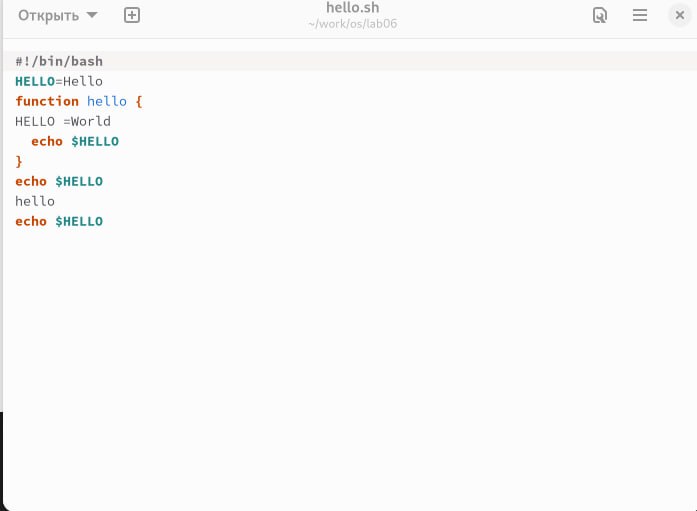 Открыть
hello.sh
~/work/os/lab06
#!/bin/bash
HELLO=Hello
function hello {
HELLO =World
  echo $HELLO
}
echo $HELLO
hello
echo $HELLO